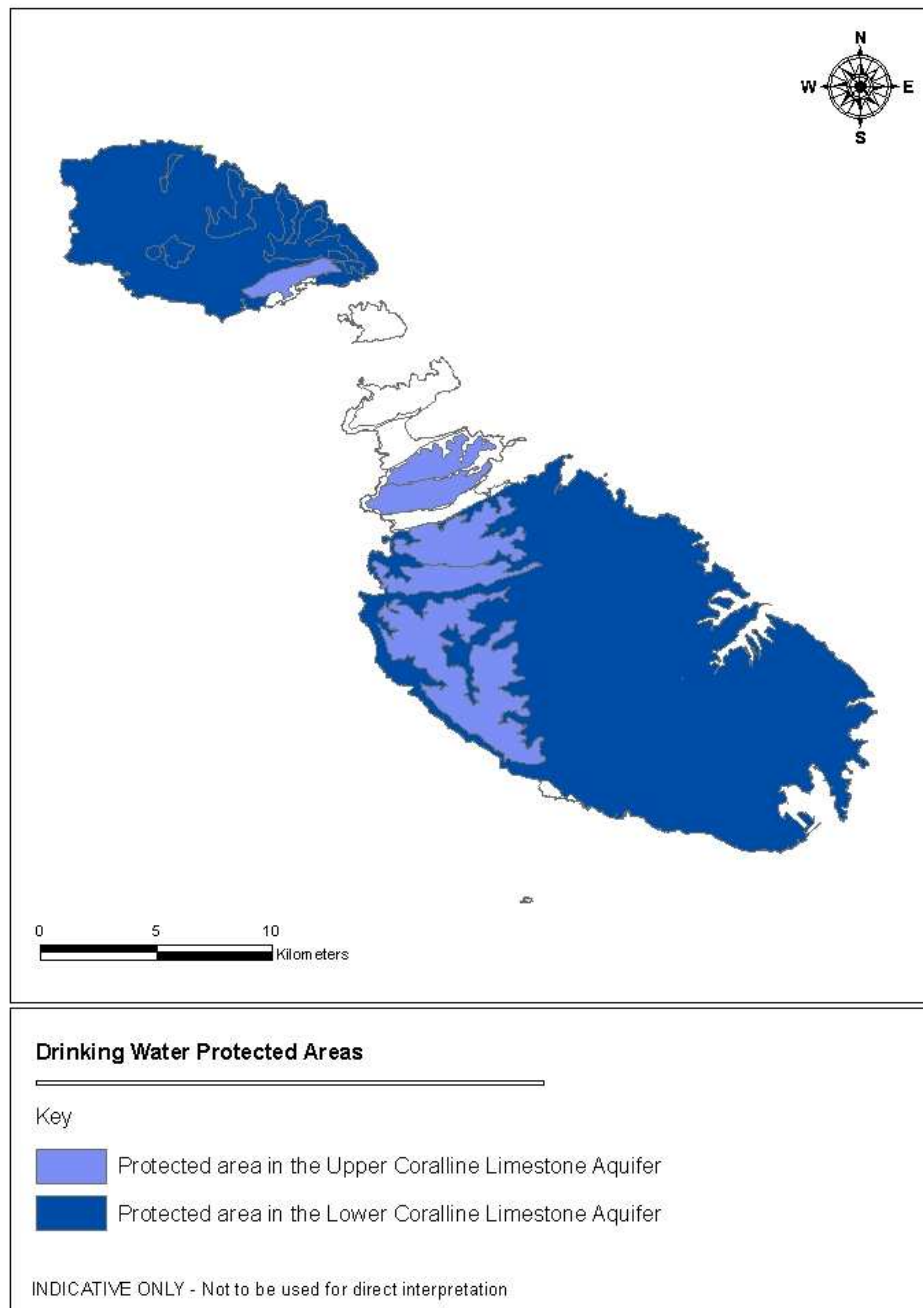 N
W E
S
0 5 10
Kilometers
Drinking Water Protected Areas
Key
Protected area in the Upper Coralline Limestone Aquifer
Protected area in the Lower Coralline Limestone Aquifer
INDICATIVE ONLY - Not to be used for direct interpretation